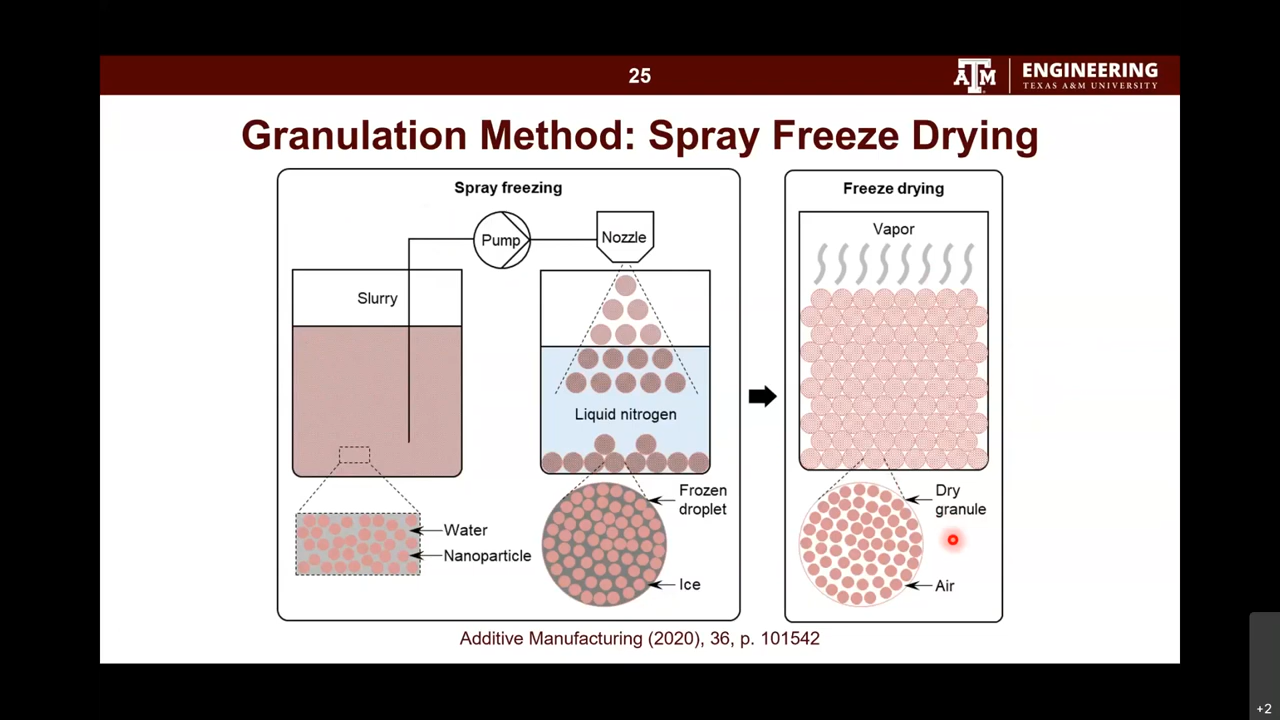 25
ATM
ENGINEERING
TEXAS A&M UNIVERSITY
Granulation Method: Spray Freeze Drying
Spray freezing
Pump
Nozzle
Slurry
Liquid nitrogen
Water
Nanoparticle
Frozen
droplet
Ice
Freeze drying
Vapor
Dry
granule
Air
Additive Manufacturing (2020), 36, p. 101542
+2